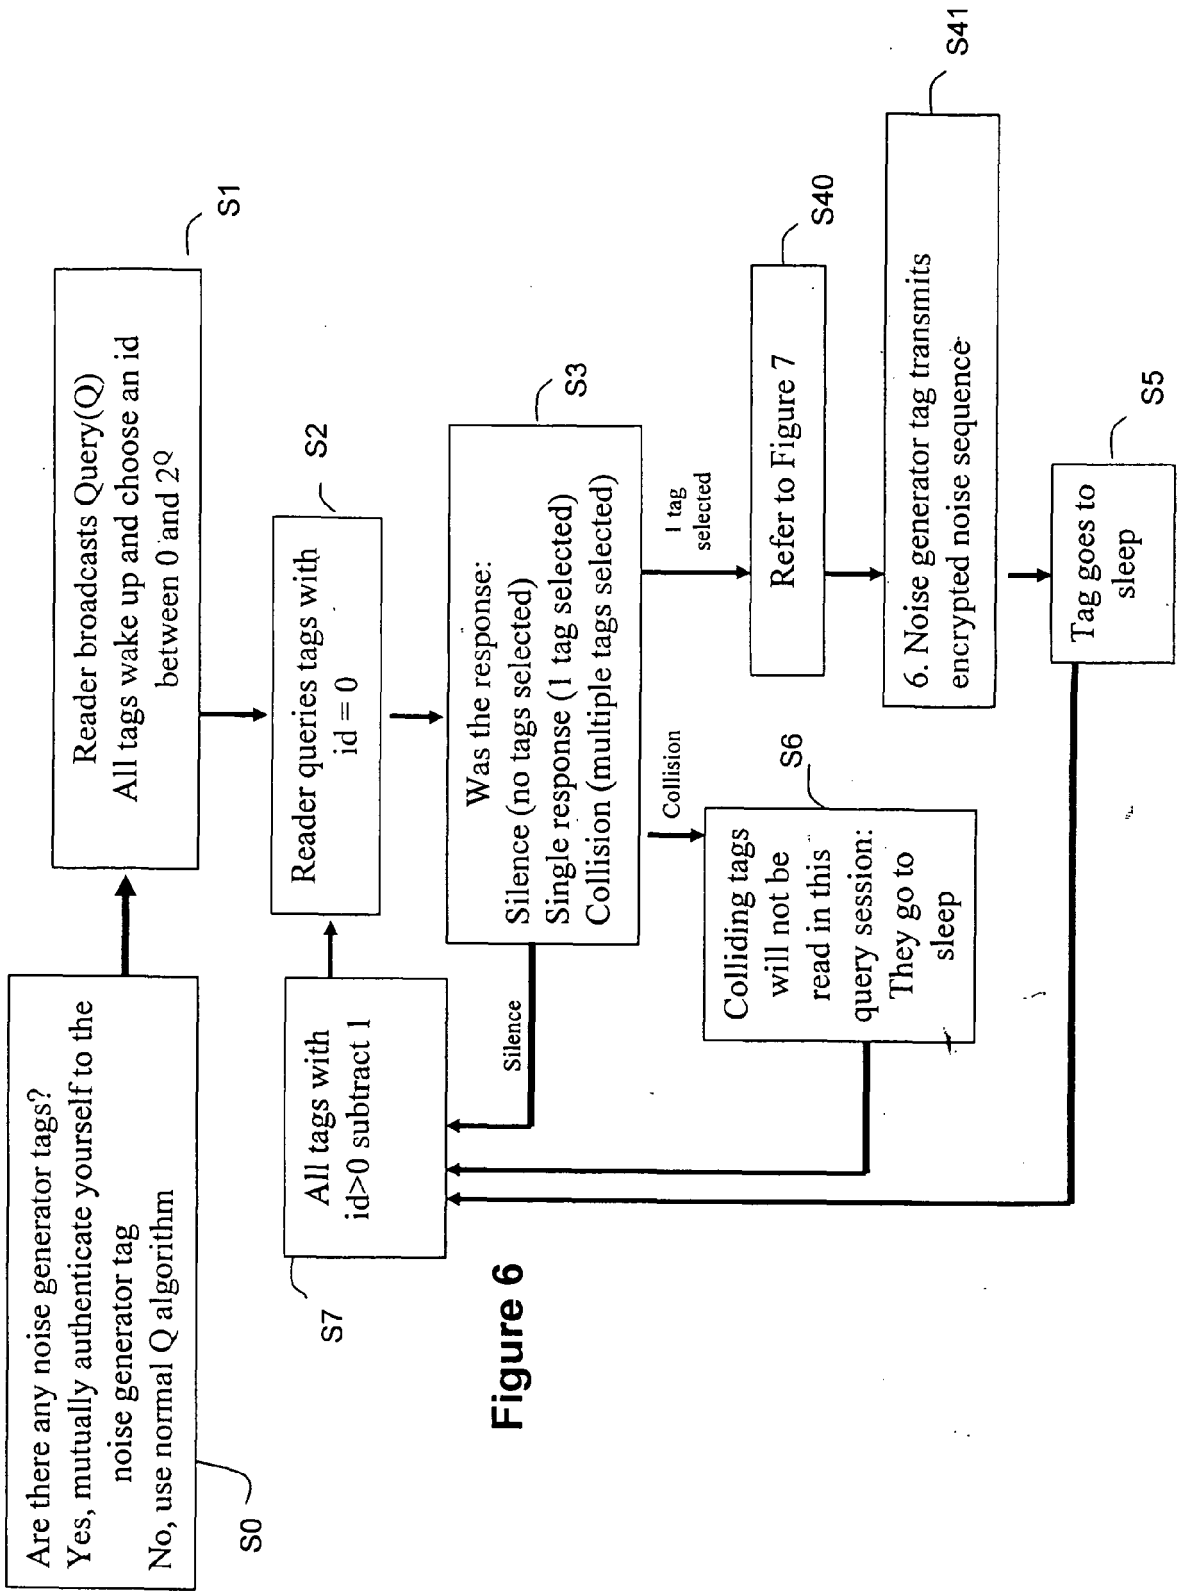 Are there any noise generator tags?
Yes, mutually authenticate yourself to the
noise generator tag
No, use normal Q algorithm
S0
Reader broadcasts Query(Q)
All tags wake up and choose an id
between 0 and 2^Q
S1
Reader queries tags with
id = 0
S2
All tags with
id>0 subtract 1
S7
Was the response:
Silence (no tags selected)
Single response (1 tag selected)
Collision (multiple tags selected)
S3
Silence
Collision
1 tag
selected
Colliding tags
will not be
read in this
query session:
They go to
sleep
S6
Refer to Figure 7
S40
6. Noise generator tag transmits
encrypted noise sequence
S41
Tag goes to
sleep
S5
Figure 6